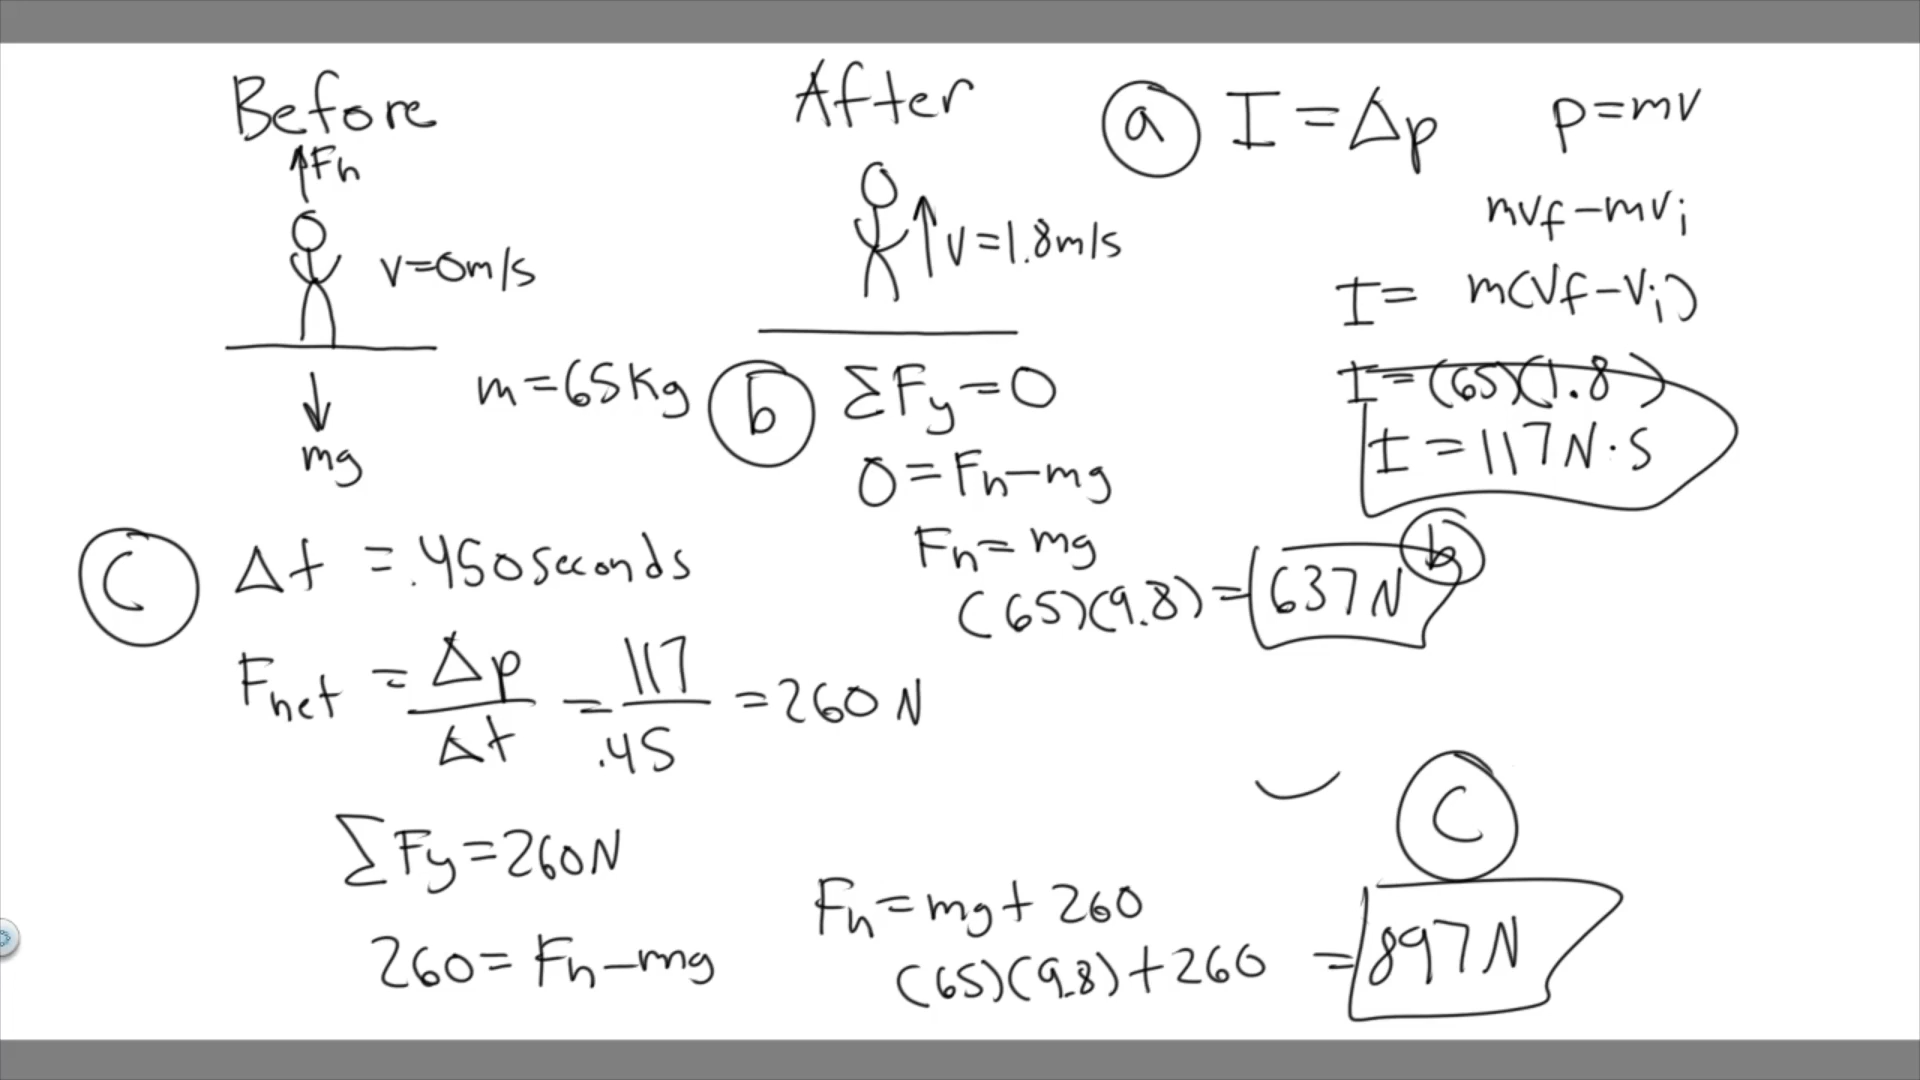 Before
Fn
v=0m/s
mg
m=65kg
After
v=1.8m/s
a I=Δp p=mv
mvf-mvi
I= m(vf-vi)
I=(65)(1.8)
I=117N·s
b ΣFy=0
0=Fn-mg
Fn=mg
(65)(9.8)=637N b
c Δt=.450seconds
Fnet=Δp/Δt=117/.45=260N
ΣFy=260N
260=Fn-mg
Fn=mg+260
(65)(9.8)+260=897N
c